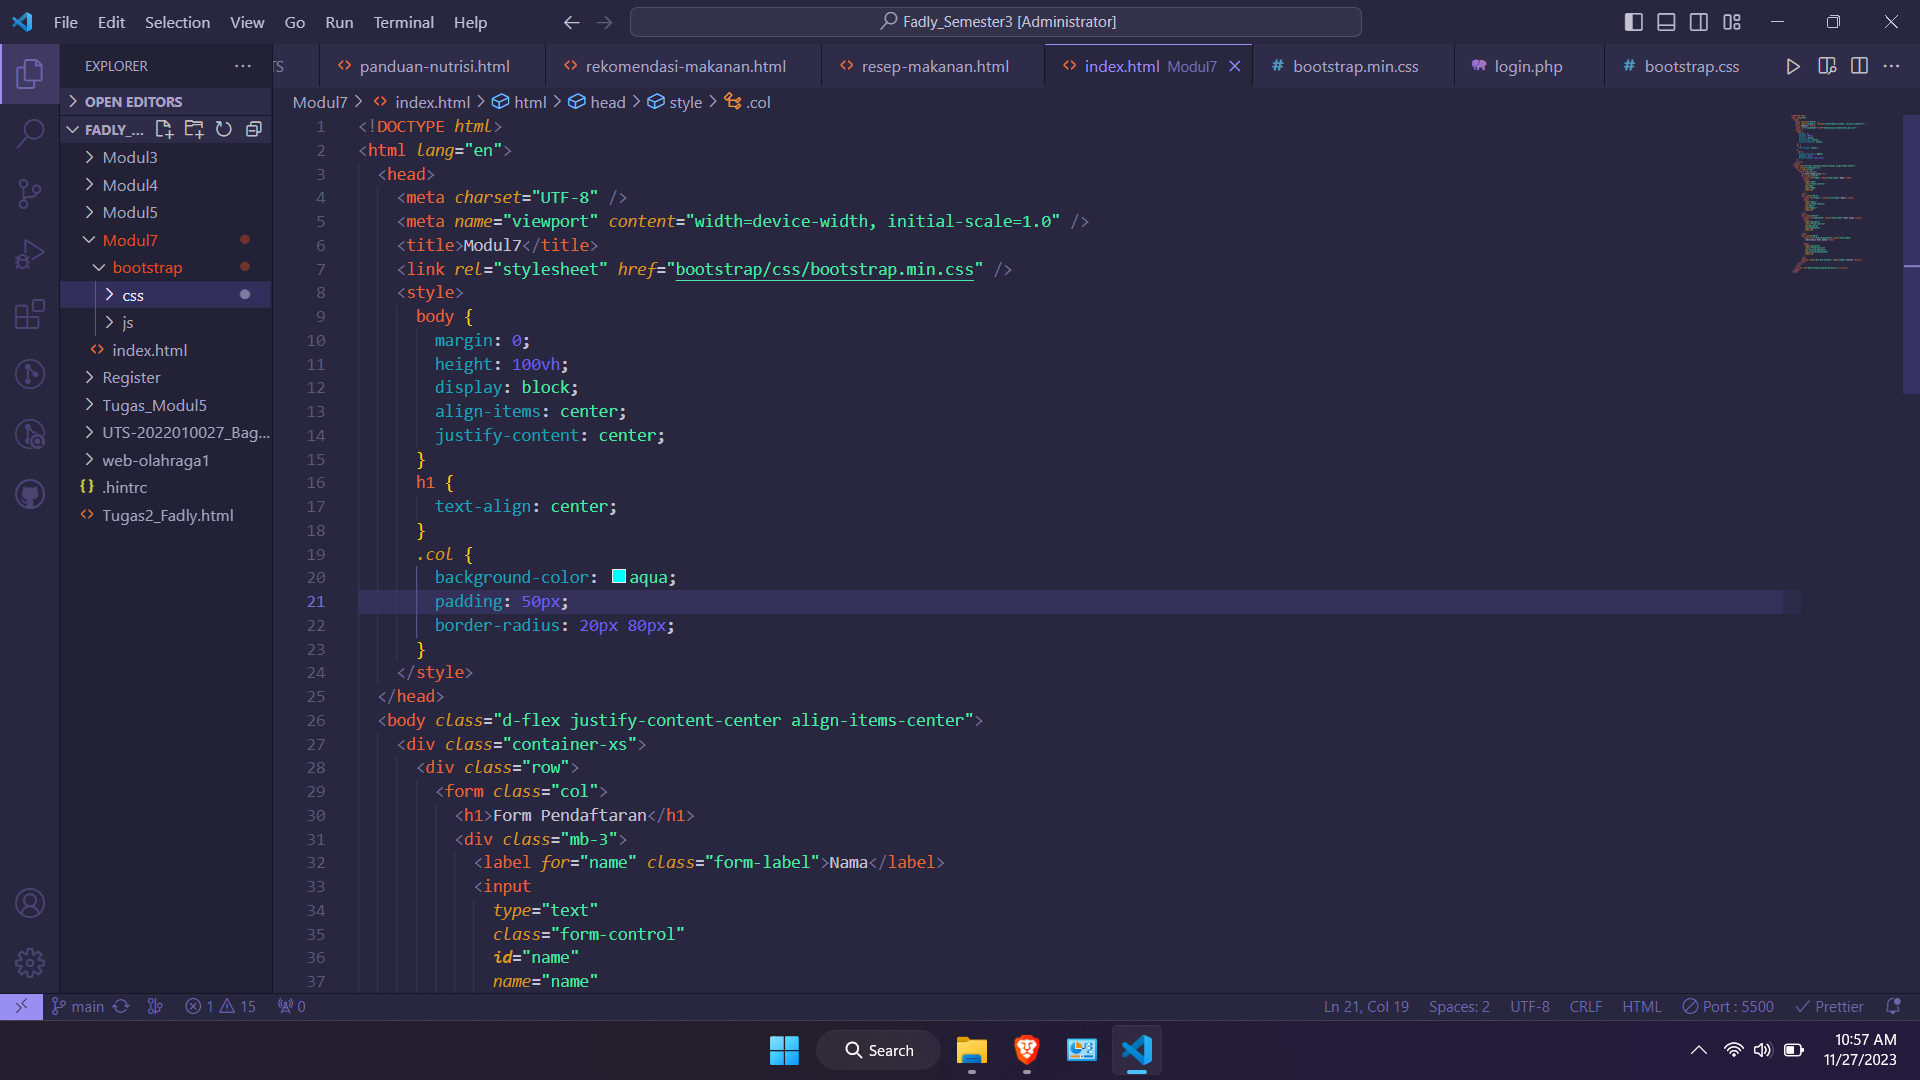 File Edit Selection View Go Run Terminal Help
Fadly_Semester3 [Administrator]
EXPLORER
TS
panduan-nutrisi.html
rekomendasi-makanan.html
resep-makanan.html
index.html Modul7
bootstrap.min.css
login.php
bootstrap.css
OPEN EDITORS
FADLY_...
Modul3
Modul4
Modul5
Modul7
bootstrap
css
js
index.html
Register
Tugas_Modul5
UTS-2022010027_Bag...
web-olahraga1
.hintrc
Tugas2_Fadly.html
Modul7 > index.html > html > head > style > .col
1 <!DOCTYPE html>
2 <html lang="en">
3 <head>
4 <meta charset="UTF-8" />
5 <meta name="viewport" content="width=device-width, initial-scale=1.0" />
6 <title>Modul7</title>
7 <link rel="stylesheet" href="bootstrap/css/bootstrap.min.css" />
8 <style>
9 body {
10 margin: 0;
11 height: 100vh;
12 display: block;
13 align-items: center;
14 justify-content: center;
15 }
16 h1 {
17 text-align: center;
18 }
19 .col {
20 background-color: aqua;
21 padding: 50px;
22 border-radius: 20px 80px;
23 }
24 </style>
25 </head>
26 <body class="d-flex justify-content-center align-items-center">
27 <div class="container-xs">
28 <div class="row">
29 <form class="col">
30 <h1>Form Pendaftaran</h1>
31 <div class="mb-3">
32 <label for="name" class="form-label">Nama</label>
33 <input
34 type="text"
35 class="form-control"
36 id="name"
37 name="name"
main 1 15 0
Ln 21, Col 19 Spaces: 2 UTF-8 CRLF HTML Port : 5500 Prettier
Search
10:57 AM
11/27/2023